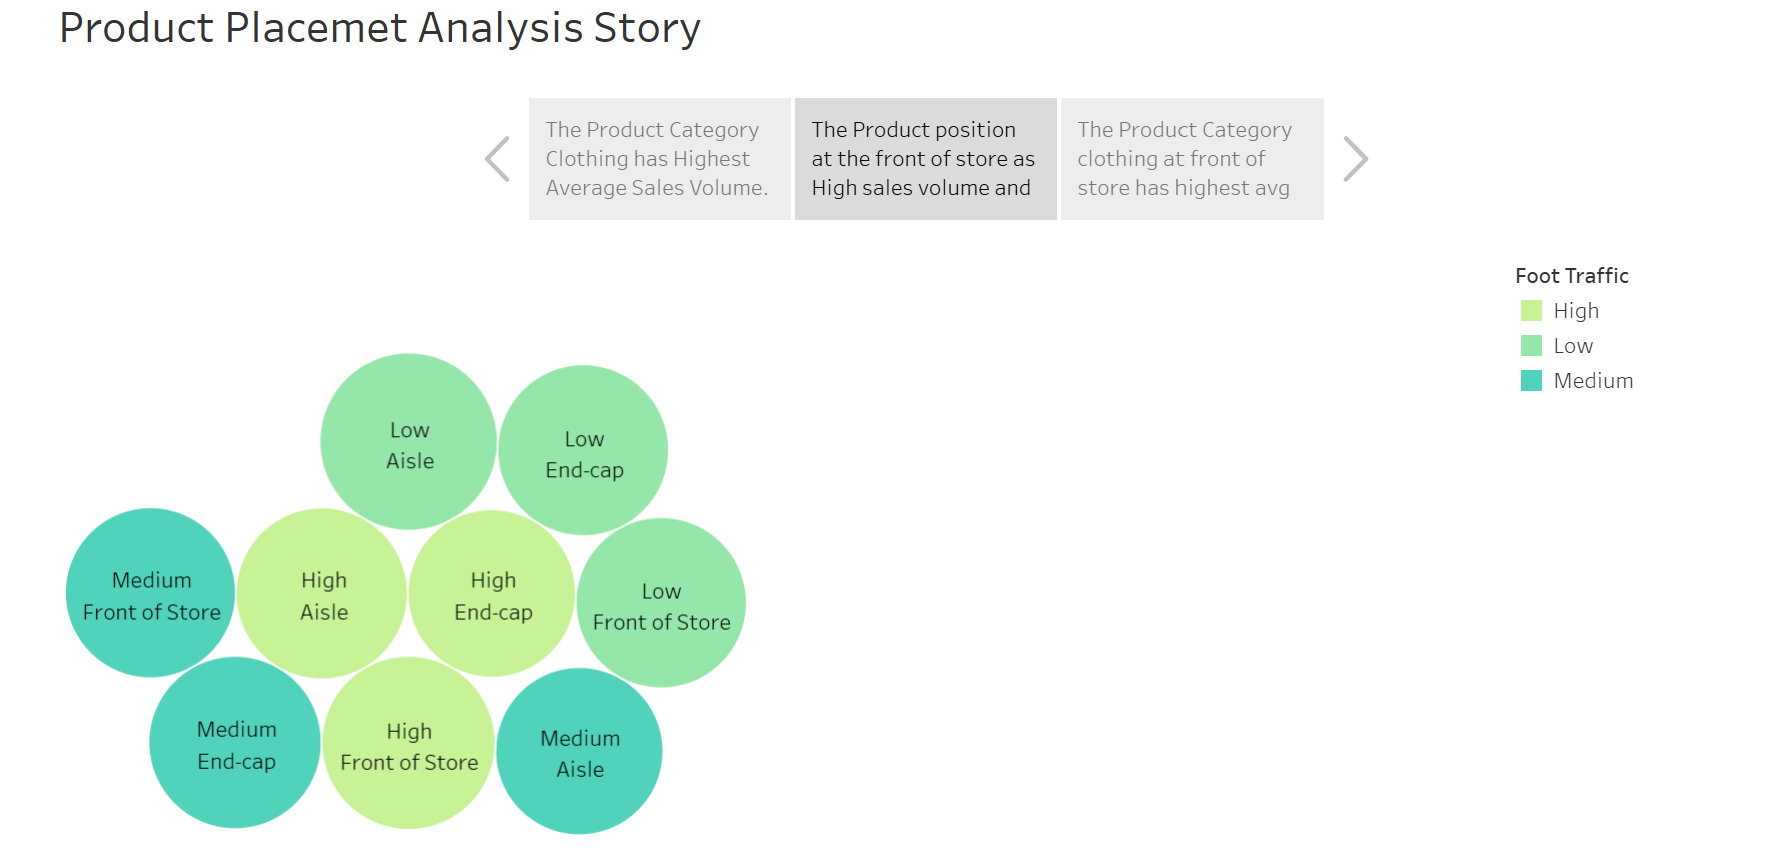 Product Placemet Analysis Story
The Product Category
Clothing has Highest
Average Sales Volume.
The Product position
at the front of store as
High sales volume and
The Product Category
clothing at front of
store has highest avg
Foot Traffic
High
Low
Medium
Low
Aisle
Low
End-cap
Medium
Front of Store
High
Aisle
High
End-cap
Low
Front of Store
Medium
End-cap
High
Front of Store
Medium
Aisle